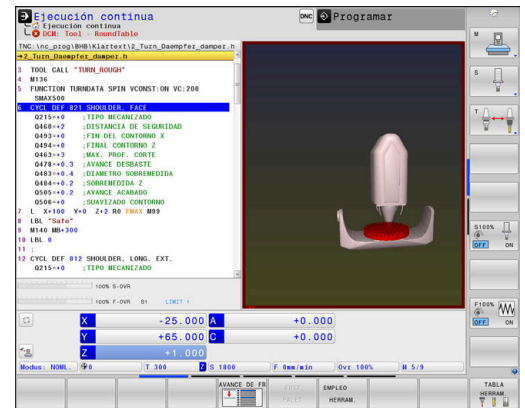 Ejecución continua
Ejecución continua
DCM: Tool - RoundTable
DNC
Programar
TNC:\nc_prog\BHB\Klartext\2_Turn_Daempfer_damper.h
→2_Turn_Daempfer_damper.h
3 TOOL CALL "TURN_ROUGH"
4 M136
5 FUNCTION TURNDATA SPIN VCONST:ON VC:200
SMAX500
6 CYCL DEF 821 SHOULDER, FACE
Q215=+0 ;TIPO MECANIZADO
Q460=+2 ;DISTANCIA DE SEGURIDAD
Q493=+0 ;FIN DEL CONTORNO X
Q494=+0 ;FINAL CONTORNO Z
Q463=+3 ;MAX. PROF. CORTE
Q478=+0.3 ;AVANCE DESBASTE
Q483=+0.4 ;DIAMETRO SOBREMEDIDA
Q484=+0.2 ;SOBREMEDIDA Z
Q505=+0.2 ;AVANCE ACABADO
Q506=+0 ;SUAVIZADO CONTORNO
7 L X+100 Y+0 Z+2 R0 FMAX M99
8 LBL "Safe"
9 M140 MB+300
10 LBL 0
11 ;
12 CYCL DEF 812 SHOULDER, LONG. EXT.
Q215=+0 ;TIPO MECANIZADO
100% S-OVR
100% F-OVR S1 LIMIT 1
X -25.000 A +0.000
Y +65.000 C +0.000
Z +1.000
Modus: NOML. 0 T 300 Z S 1800 F 0mm/min Ovr 100% M 5/9
M
S
T
S100%
OFF ON
F100%
OFF ON
AVANCE DE FR
EDIT
PALET
EMPLEO
HERRAM.
TABLA
HERRAM.